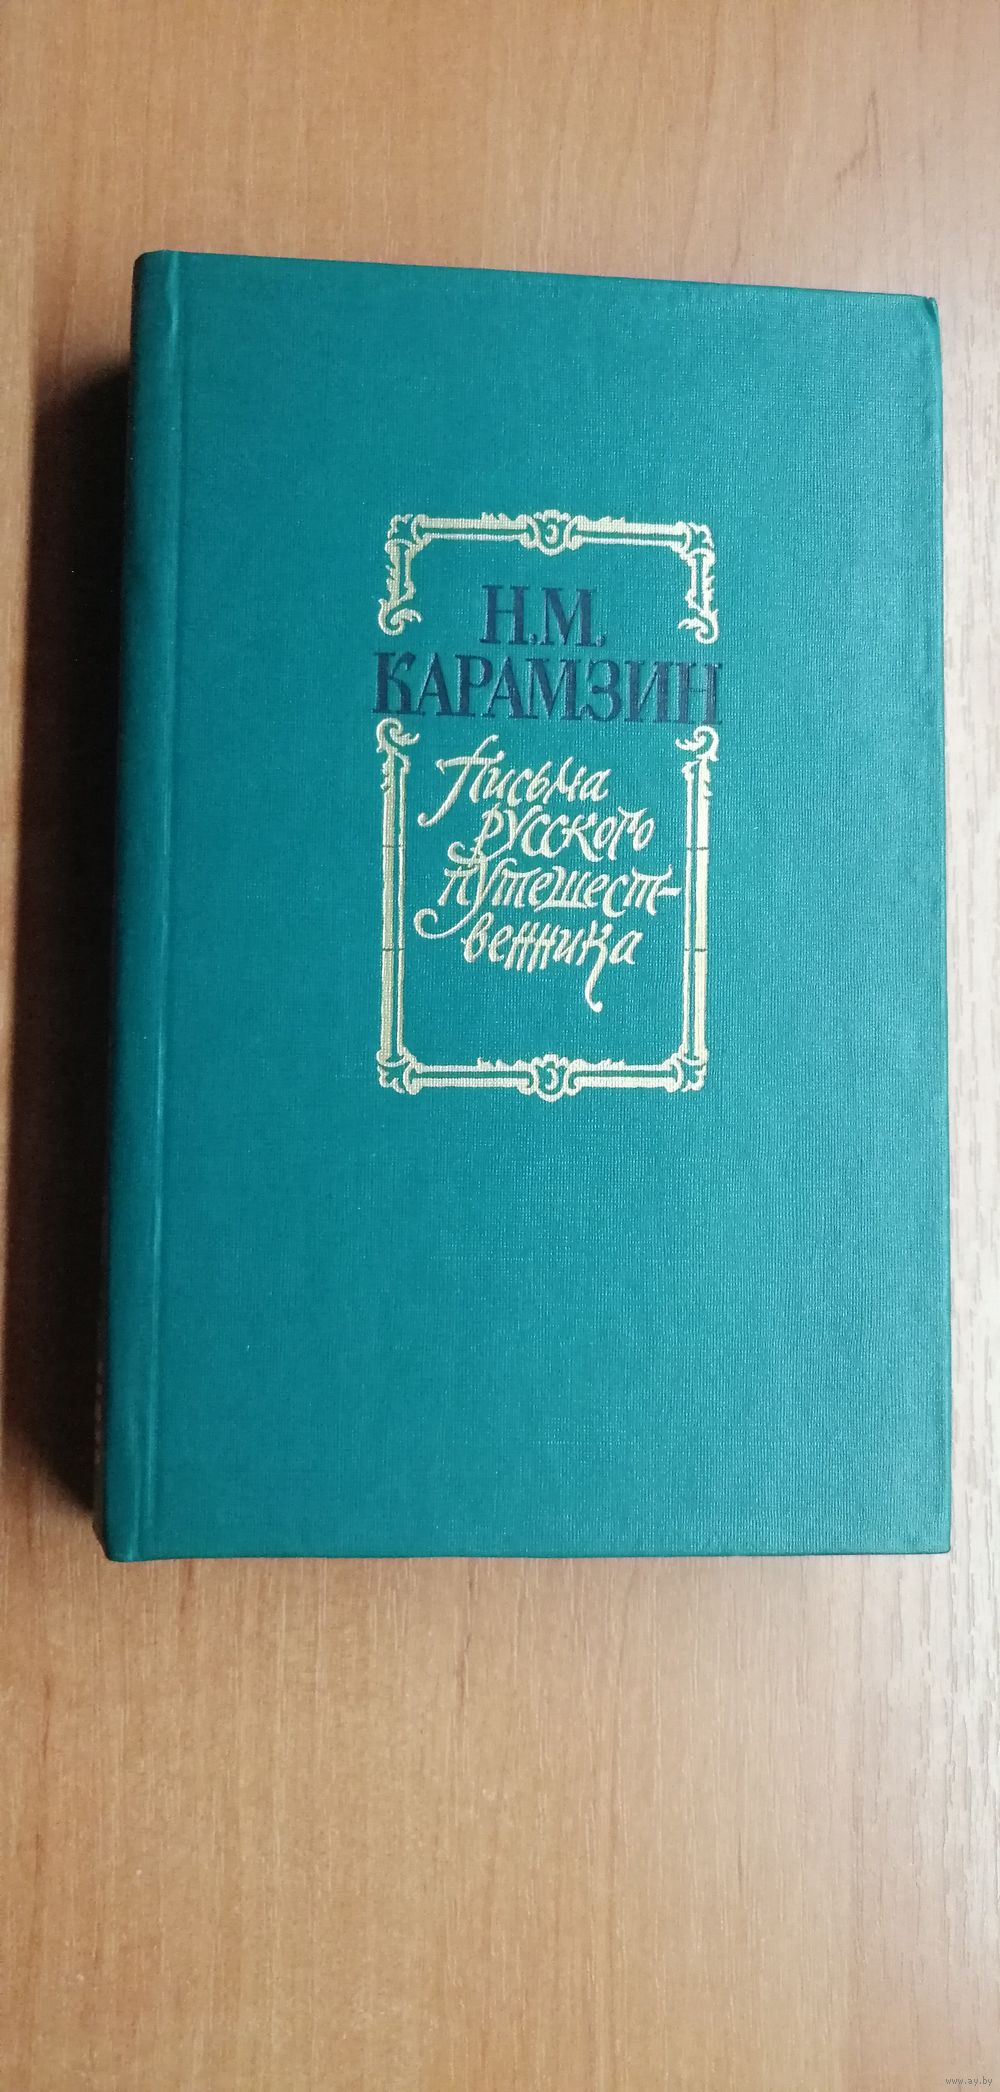 Н.М.
КАРАМЗИН
Письма
русского
путешест-
венника
www.ay.by